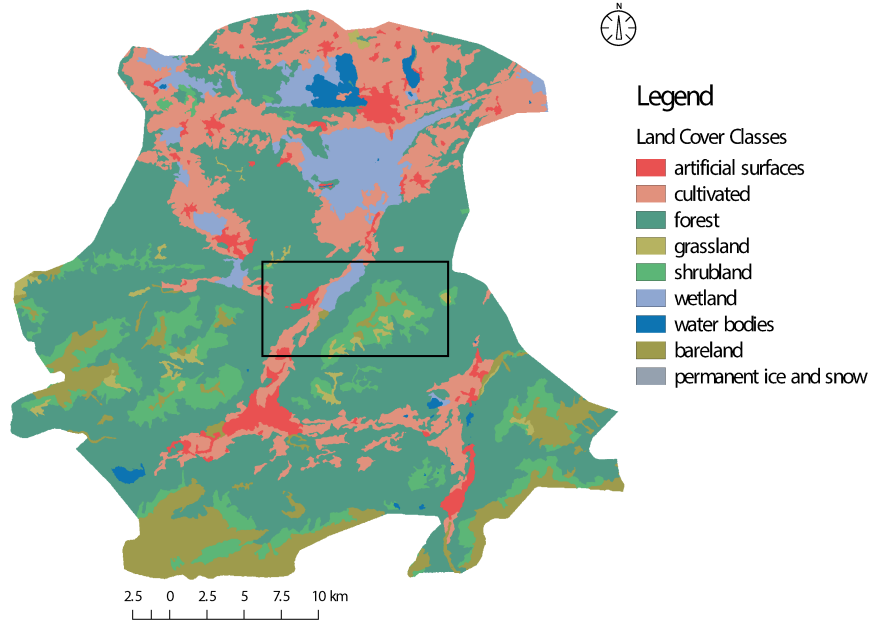 N
Legend
Land Cover Classes
artificial surfaces
cultivated
forest
grassland
shrubland
wetland
water bodies
bareland
permanent ice and snow
2.5 0 2.5 5 7.5 10 km